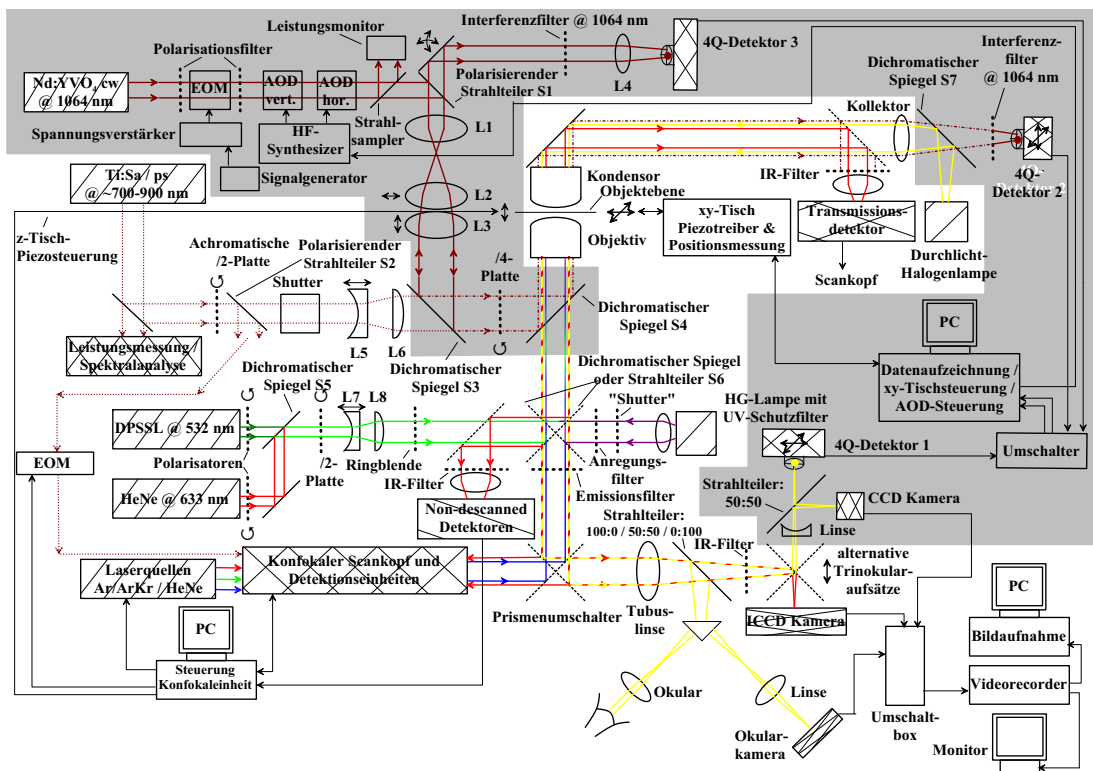 Leistungsmonitor
Interferenzfilter @ 1064 nm
4Q-Detektor 3
Interferenz-
filter
@ 1064 nm
Polarisationsfilter
Dichromatischer
Spiegel S7
Nd:YVO4 cw
@ 1064 nm
EOM
AOD
vert.
AOD
hor.
Polarisierender
Strahlteiler S1
L4
Kollektor
Spannungsverstärker
HF-
Synthesizer
Strahl-
sampler
L1
Signalgenerator
IR-Filter
4Q-
Detektor 2
Ti:Sa / ps
@ ~700-900 nm
Kondensor
Objektebene
L2
L3
Objektiv
xy-Tisch
Piezotreiber &
Positionsmessung
Transmissions-
detektor
Durchlicht-
Halogenlampe
Scankopf
z-Tisch-
Piezosteuerung
Achromatische
/2-Platte
Polarisierender
Strahlteiler S2
Shutter
/4-
Platte
Dichromatischer
Spiegel S4
L5
L6
Dichromatischer
Spiegel S3
PC
Leistungsmessung /
Spektralanalyse
Datenaufzeichnung /
xy-Tischsteuerung /
AOD-Steuerung
Dichromatischer
Spiegel S5
Dichromatischer Spiegel
oder Strahlteiler S6
L7
L8
"Shutter"
HG-Lampe mit
UV-Schutzfilter
DPSSL @ 532 nm
4Q-Detektor 1
Umschalter
EOM
Polarisatoren
/2-
Platte
Ringblende
IR-Filter
Anregungs-
filter
Emissionsfilter
HeNe @ 633 nm
Non-descanned
Detektoren
Strahlteiler:
100:0 / 50:50 / 0:100
Strahlteiler:
50:50
CCD Kamera
Linse
IR-Filter
Laserquellen
Ar/ArKr / HeNe
Konfokaler Scankopf und
Detektionseinheiten
alternative
Trinokular-
aufsätze
Prismenumschalter
Tubus-
linse
ICCD Kamera
PC
PC
Steuerung
Konfokaleinheit
Bildaufnahme
Okular
Linse
Videorecorder
Umschalt-
box
Okular-
kamera
Monitor